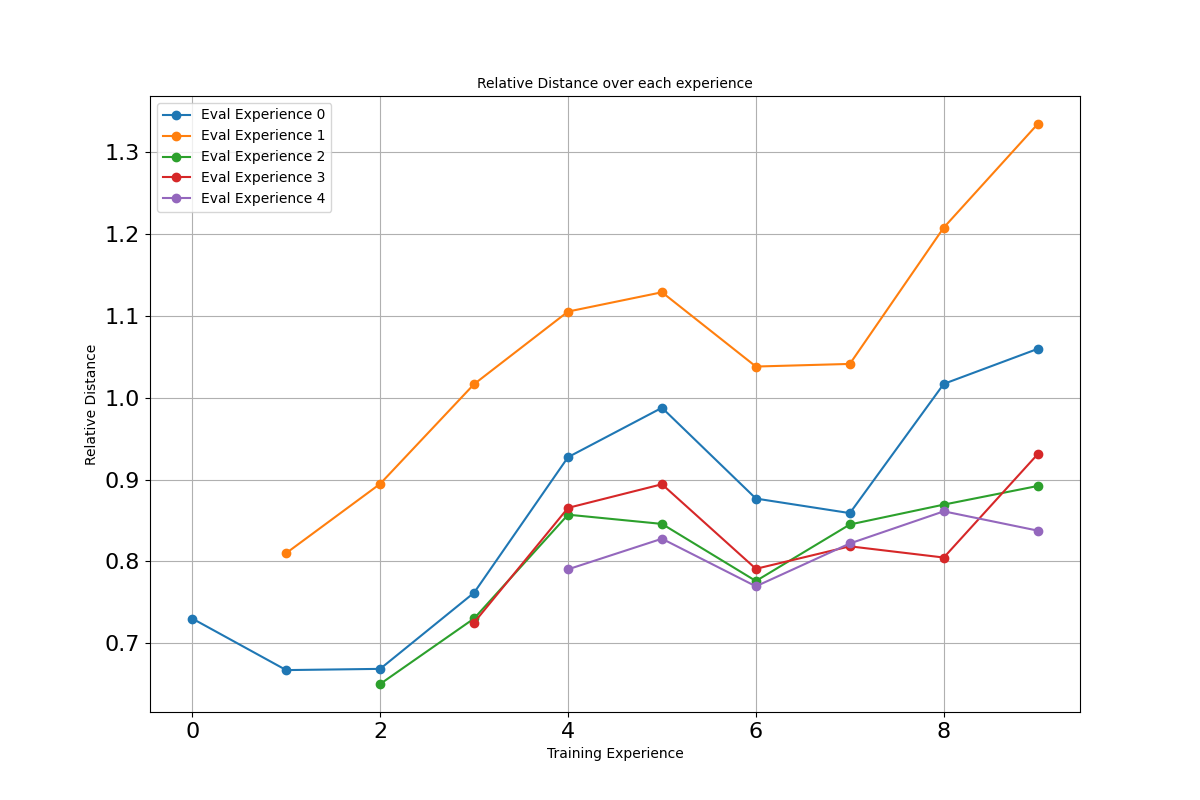 Relative Distance over each experience
Eval Experience 0
Eval Experience 1
Eval Experience 2
Eval Experience 3
Eval Experience 4
1.3
1.2
1.1
1.0
0.9
0.8
0.7
Relative Distance
0 2 4 6 8
Training Experience